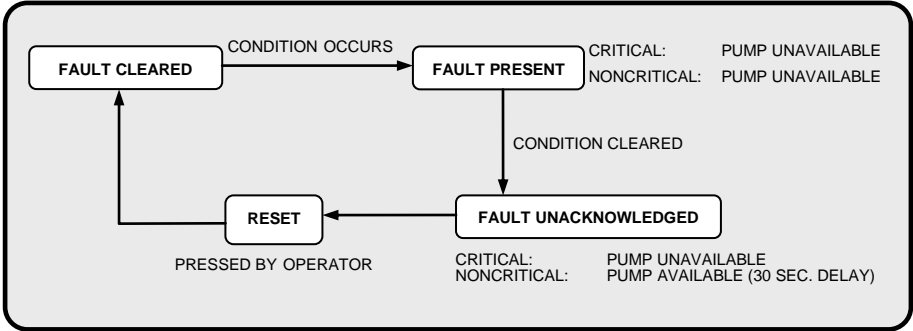 CONDITION OCCURS
FAULT CLEARED
FAULT PRESENT
CRITICAL: PUMP UNAVAILABLE
NONCRITICAL: PUMP UNAVAILABLE
CONDITION CLEARED
RESET
FAULT UNACKNOWLEDGED
PRESSED BY OPERATOR
CRITICAL: PUMP UNAVAILABLE
NONCRITICAL: PUMP AVAILABLE (30 SEC. DELAY)